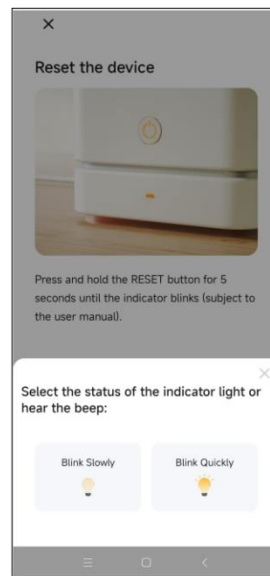 Reset the device
Press and hold the RESET button for 5
seconds until the indicator blinks (subject to
the user manual).
Select the status of the indicator light or
hear the beep:
Blink Slowly
Blink Quickly